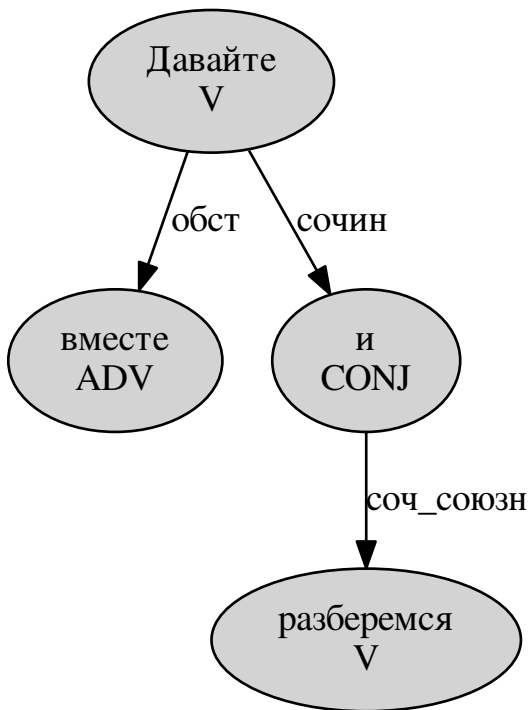 Давайте
V
обст
сочин
вместе
ADV
и
CONJ
соч_союзн
разберемся
V